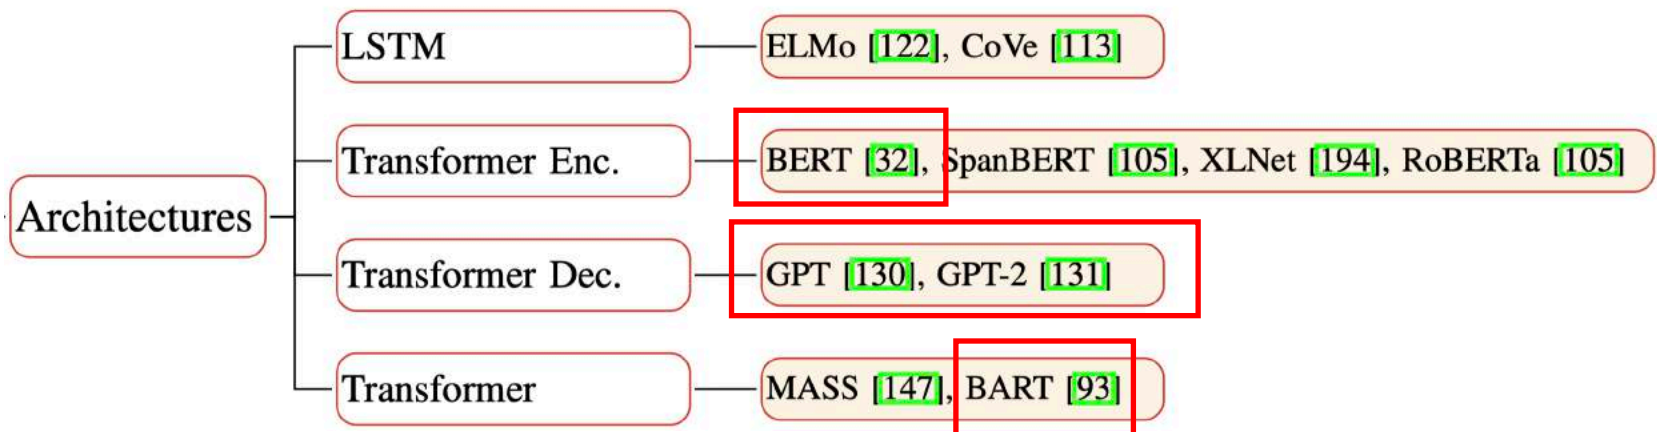 LSTM
ELMo [122], CoVe [113]
Transformer Enc.
BERT [32], SpanBERT [105], XLNet [194], RoBERTa [105]
Architectures
Transformer Dec.
GPT [130], GPT-2 [131]
Transformer
MASS [147], BART [93]